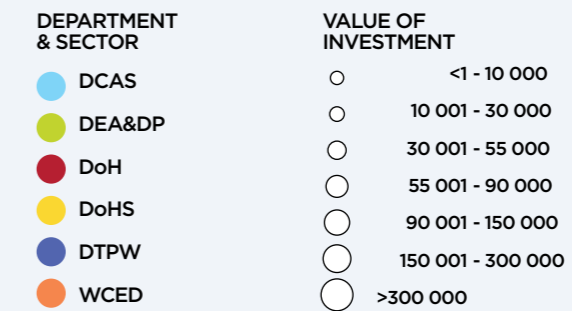 DEPARTMENT
& SECTOR
DCAS
DEA&DP
DoH
DoHS
DTPW
WCED
VALUE OF
INVESTMENT
<1 - 10 000
10 001 - 30 000
30 001 - 55 000
55 001 - 90 000
90 001 - 150 000
150 001 - 300 000
>300 000